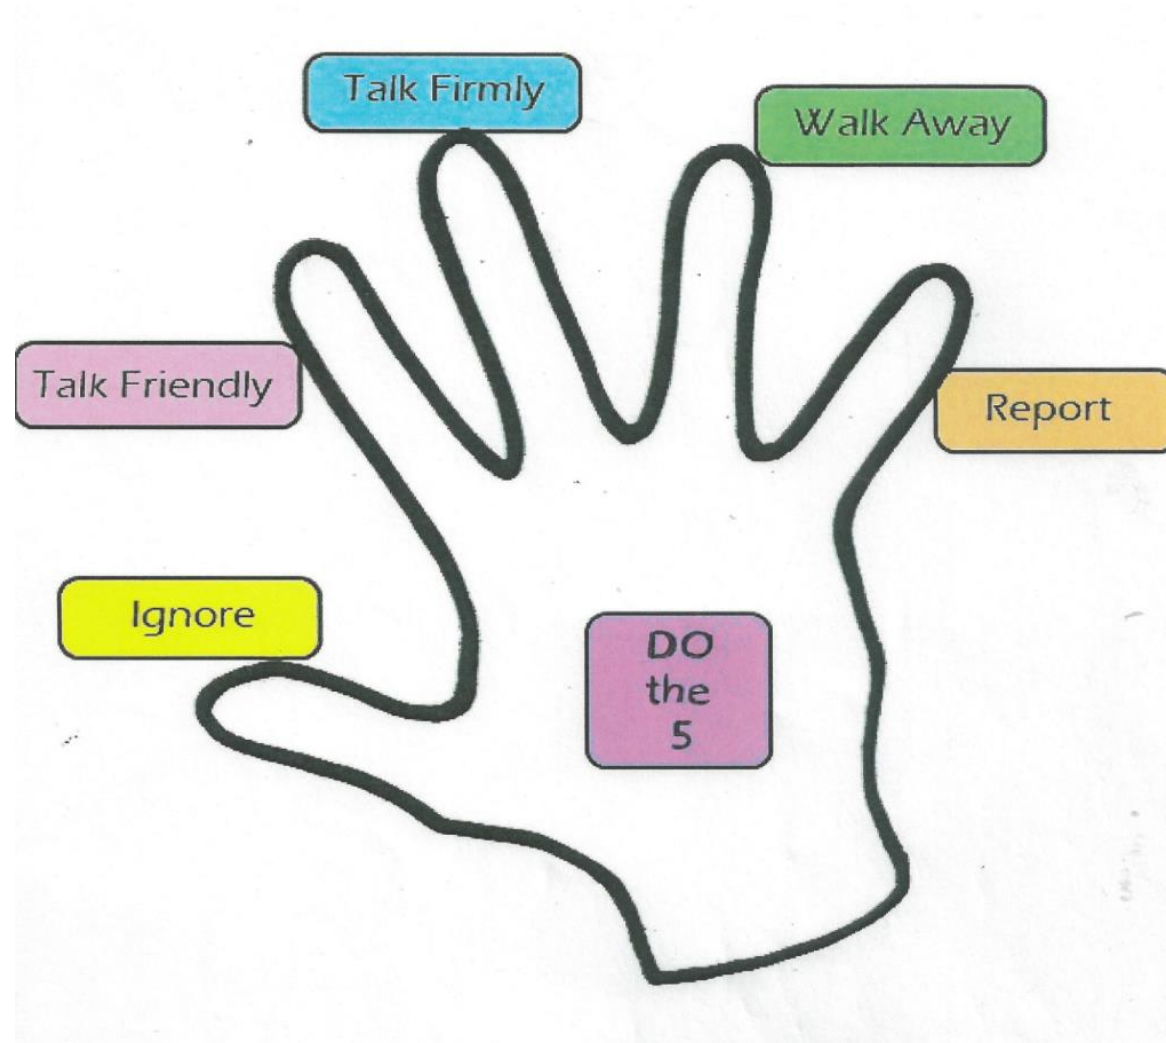 Talk Firmly
Walk Away
Talk Friendly
Report
Ignore
DO
the
5